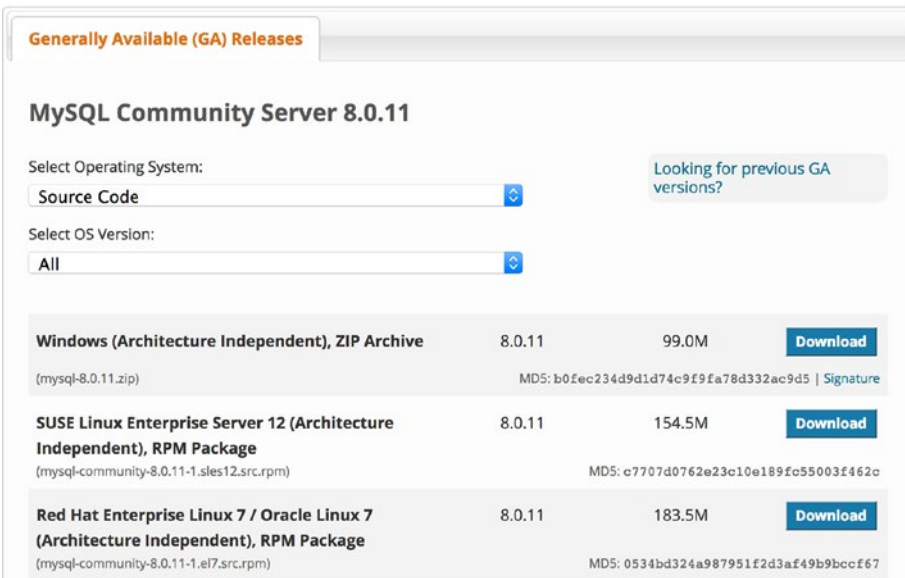 Generally Available (GA) Releases
MySQL Community Server 8.0.11
Select Operating System:
Source Code
Looking for previous GA
versions?
Select OS Version:
All
Windows (Architecture Independent), ZIP Archive 8.0.11 99.0M Download
(mysql-8.0.11.zip) MD5: b0fec234d9d1d74c9f9fa78d332ac9d5 | Signature
SUSE Linux Enterprise Server 12 (Architecture 8.0.11 154.5M Download
Independent), RPM Package
(mysql-community-8.0.11-1.sles12.src.rpm) MD5: c7707d0762e23c10e189fc55003f462c
Red Hat Enterprise Linux 7 / Oracle Linux 7 8.0.11 183.5M Download
(Architecture Independent), RPM Package
(mysql-community-8.0.11-1.el7.src.rpm) MD5: 0534bd324a987951f2d3af49b9bccf67